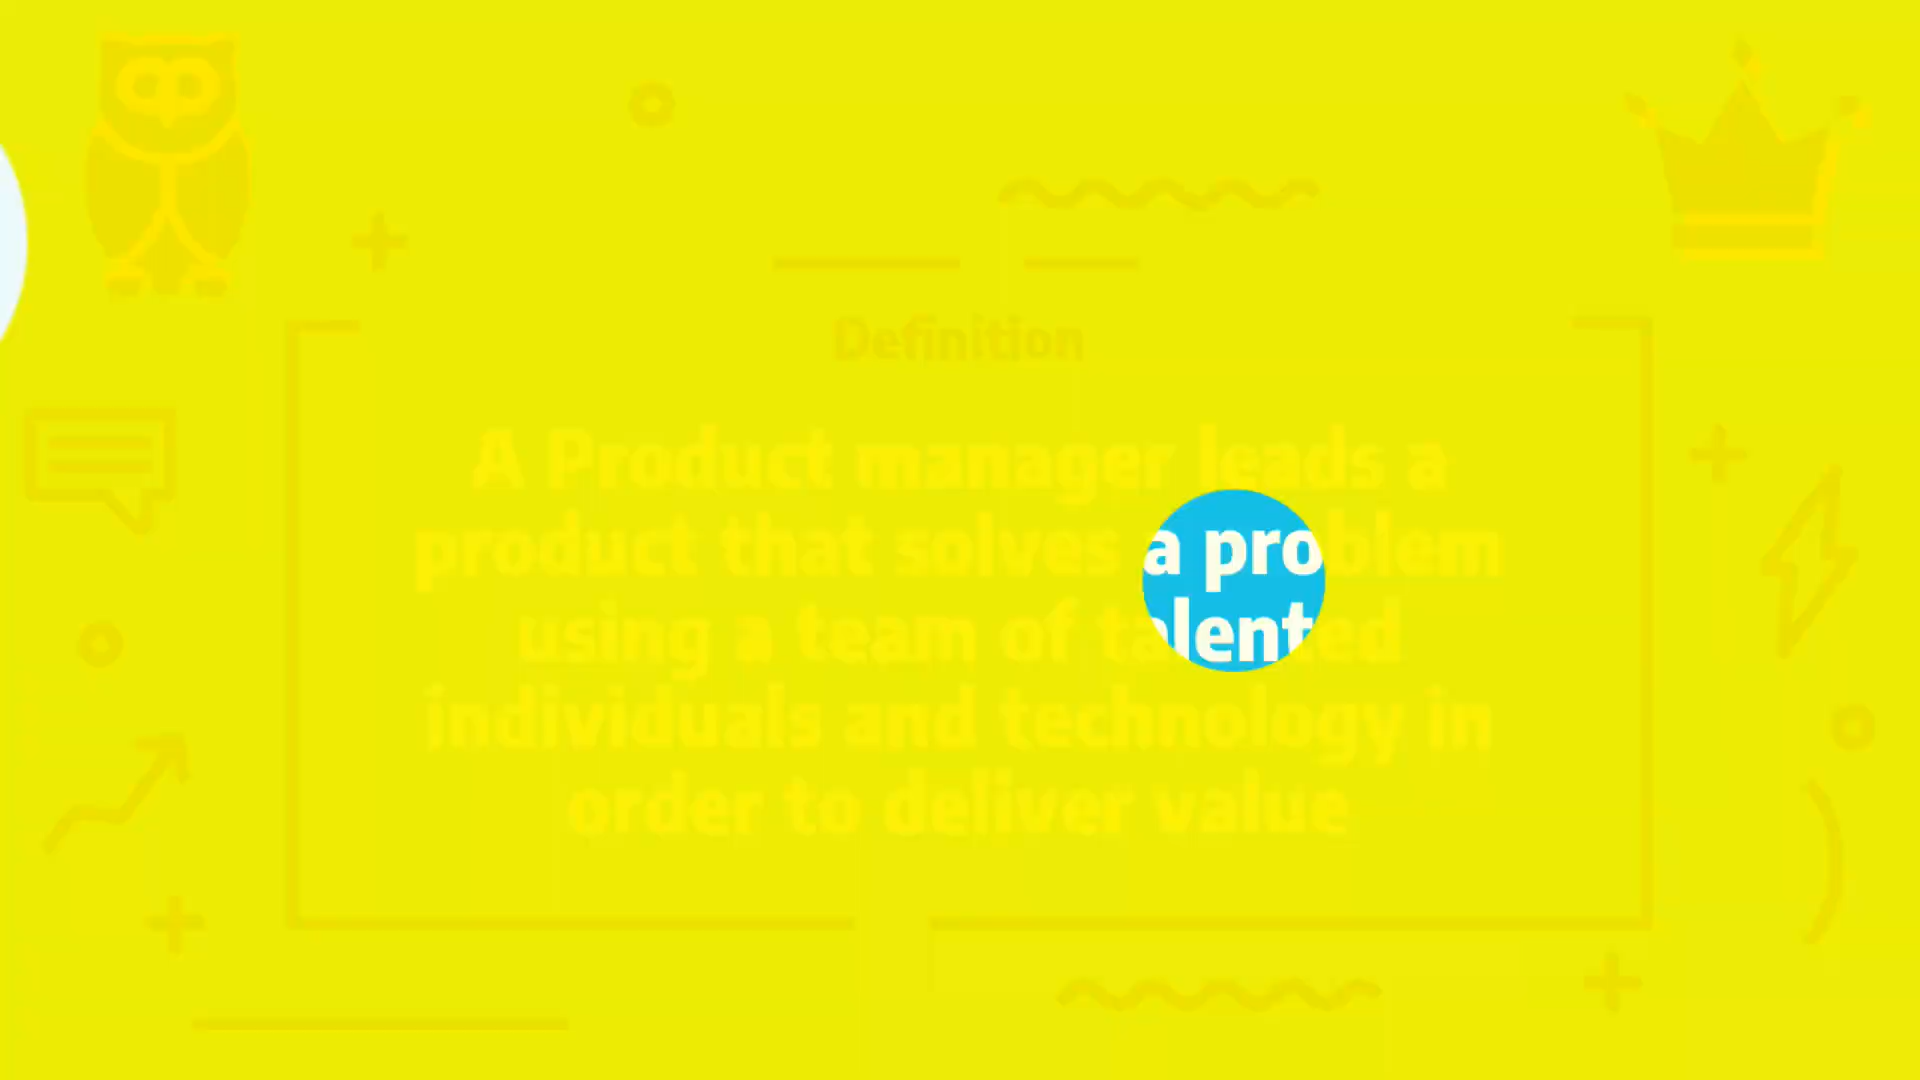 Definition
A Product manager leads a
product that solves a problem
using a team of talented
individuals and technology in
order to deliver value